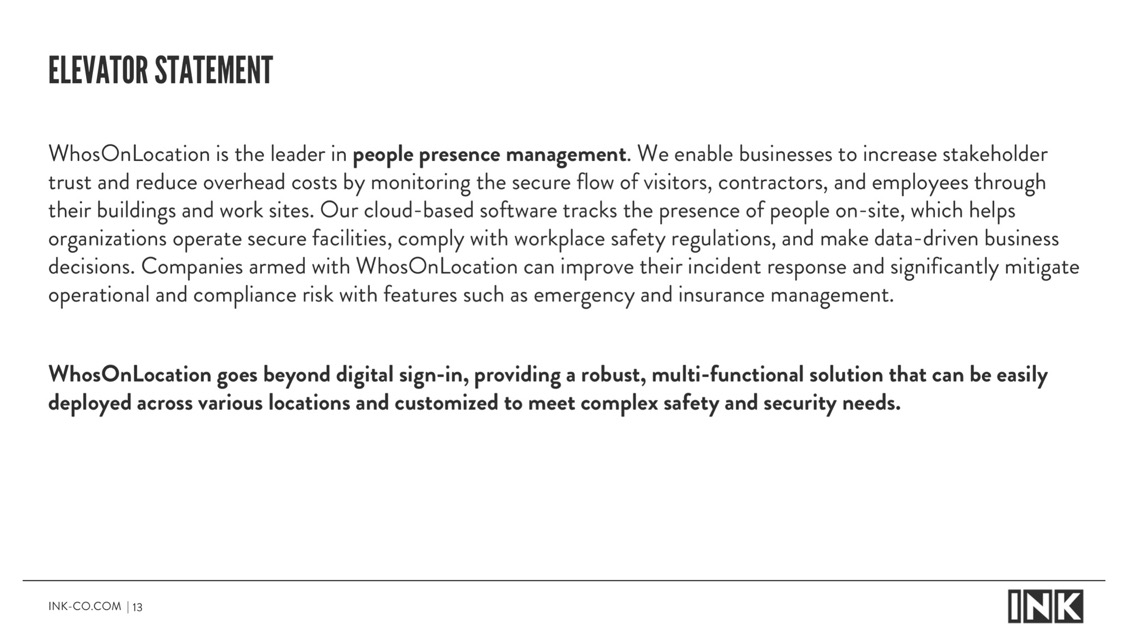 ELEVATOR STATEMENT
WhosOnLocation is the leader in people presence management. We enable businesses to increase stakeholder
trust and reduce overhead costs by monitoring the secure flow of visitors, contractors, and employees through
their buildings and work sites. Our cloud-based software tracks the presence of people on-site, which helps
organizations operate secure facilities, comply with workplace safety regulations, and make data-driven business
decisions. Companies armed with WhosOnLocation can improve their incident response and significantly mitigate
operational and compliance risk with features such as emergency and insurance management.
WhosOnLocation goes beyond digital sign-in, providing a robust, multi-functional solution that can be easily
deployed across various locations and customized to meet complex safety and security needs.
INK-CO.COM | 13
INK